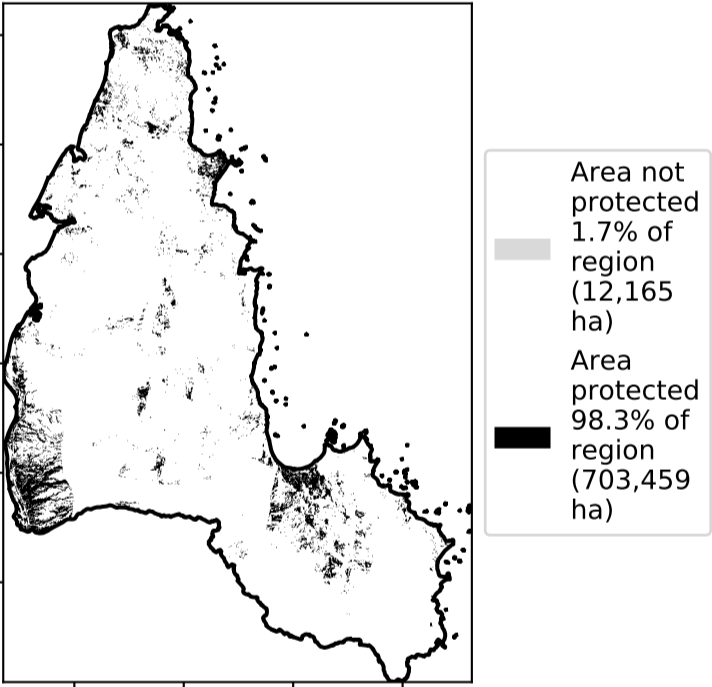 Area not
protected
1.7% of
region
(12,165
ha)
Area
protected
98.3% of
region
(703,459
ha)